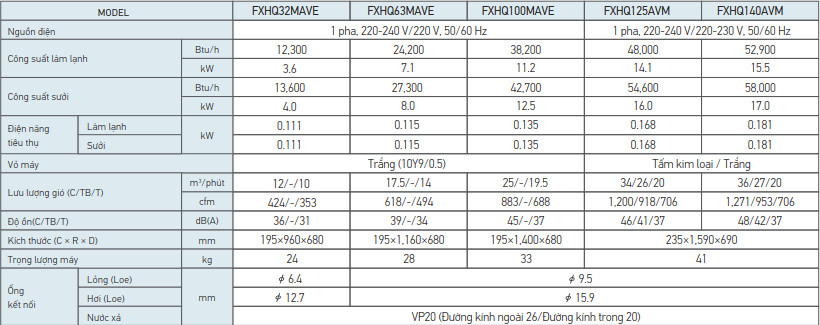 MODEL FXHQ32MAVE FXHQ63MAVE FXHQ100MAVE FXHQ125AVM FXHQ140AVM
Nguồn điện 1 pha, 220-240 V/220 V, 50/60 Hz 1 pha, 220-240 V/220-230 V, 50/60 Hz
Công suất làm lạnh Btu/h 12,300 24,200 38,200 48,000 52,900
kW 3.6 7.1 11.2 14.1 15.5
Công suất sưởi Btu/h 13,600 27,300 42,700 54,600 58,000
kW 4.0 8.0 12.5 16.0 17.0
Điện năng tiêu thụ Làm lạnh kW 0.111 0.115 0.135 0.168 0.181
Sưởi 0.111 0.115 0.135 0.168 0.181
Vỏ máy Trắng (10Y9/0.5) Tấm kim loại / Trắng
Lưu lượng gió (C/TB/T) m³/phút 12/-/10 17.5/-/14 25/-/19.5 34/26/20 36/27/20
cfm 424/-/353 618/-/494 883/-/688 1,200/918/706 1,271/953/706
Độ ồn(C/TB/T) dB(A) 36/-/31 39/-/34 45/-/37 46/41/37 48/42/37
Kích thước (C × R × D) mm 195×960×680 195×1,160×680 195×1,400×680 235×1,590×690
Trọng lượng máy kg 24 28 33 41
Ống kết nối Lỏng (Loe) mm ϕ 6.4 ϕ 9.5
Hơi (Loe) ϕ 12.7 ϕ 15.9
Nước xả VP20 (Đường kính ngoài 26/Đường kính trong 20)